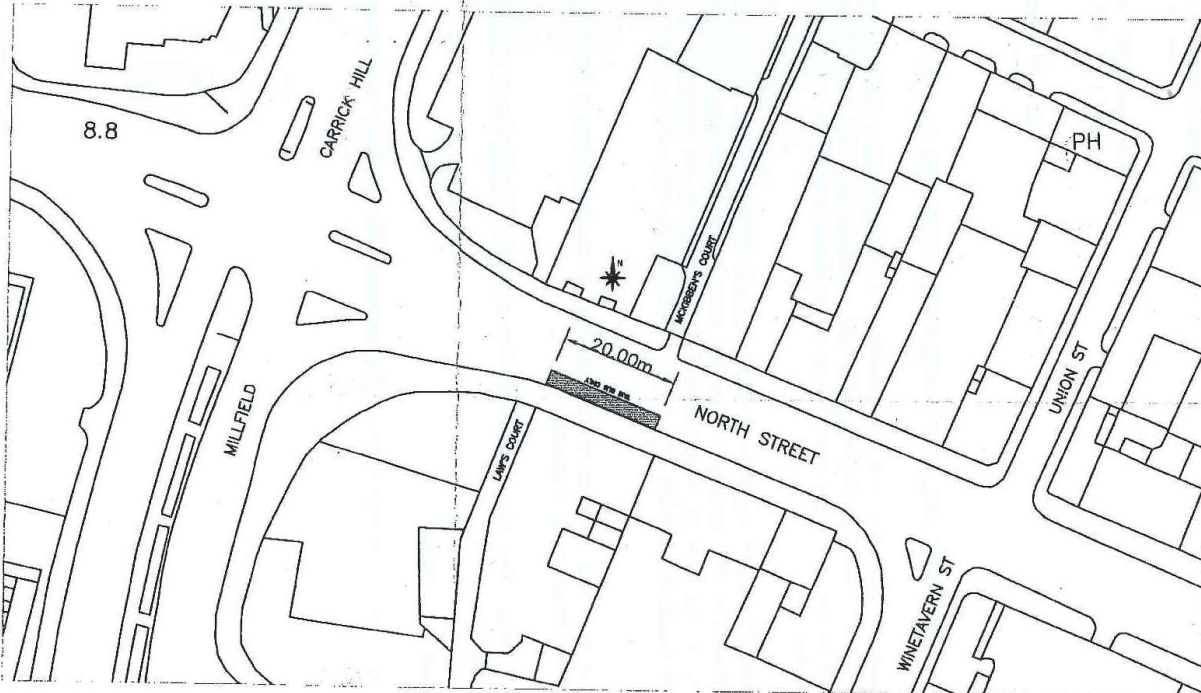 8.8
CARRICK HILL
PH
N
MCKIBBEN'S COURT
20.00m
NORTH STREET
UNION ST
MILLFIELD
LAW'S COURT
WINETAVERN ST